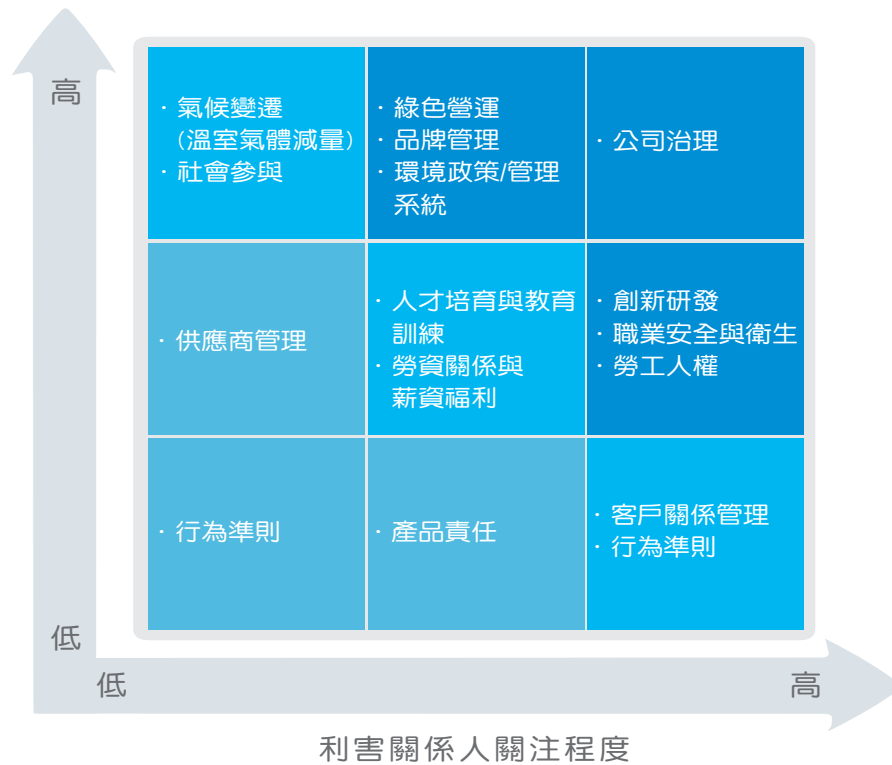 高
· 氣候變遷
(溫室氣體減量)
· 社會參與
· 綠色營運
· 品牌管理
· 環境政策/管理
系統
· 公司治理
· 供應商管理
· 人才培育與教育
訓練
· 勞資關係與
薪資福利
· 創新研發
· 職業安全與衛生
· 勞工人權
· 行為準則
· 產品責任
· 客戶關係管理
· 行為準則
低
低
高
利害關係人關注程度